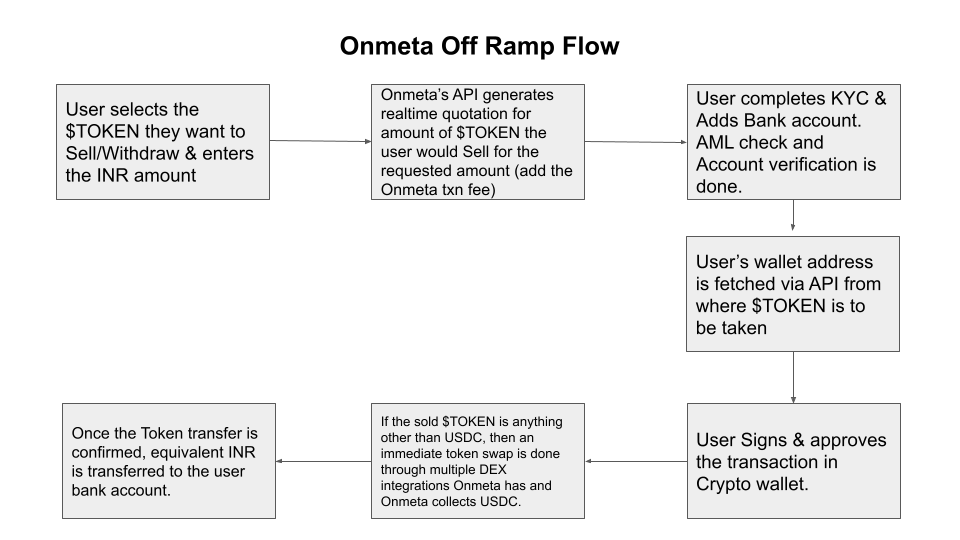 Onmeta Off Ramp Flow
User selects the
$TOKEN they want to
Sell/Withdraw & enters
the INR amount
Onmeta’s API generates
realtime quotation for
amount of $TOKEN the
user would Sell for the
requested amount (add the
Onmeta txn fee)
User completes KYC &
Adds Bank account.
AML check and
Account verification is
done.
User’s wallet address
is fetched via API from
where $TOKEN is to
be taken
User Signs & approves
the transaction in
Crypto wallet.
If the sold $TOKEN is anything
other than USDC, then an
immediate token swap is done
through multiple DEX
integrations Onmeta has and
Onmeta collects USDC.
Once the Token transfer is
confirmed, equivalent INR
is transferred to the user
bank account.